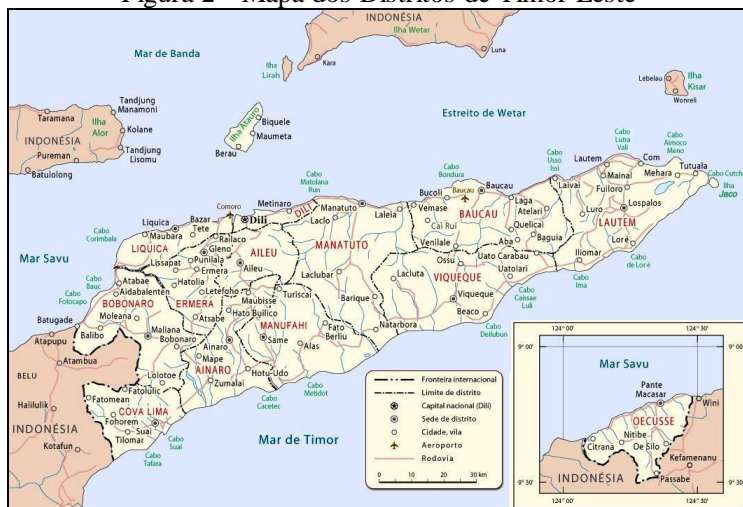 Figura 2 - Mapa dos Distritos de Timor-Leste
INDONÉSIA
Ilha Wetar
Mar de Banda
Ilha Lirah
Kara
Luna
Lebelau
Ilha Kisar
Wonreli
Taramana
Tandjung Manamoni
Ilha Alor
Kolane
INDONÉSIA
Pureman
Tandjung Lisomu
Batulolong
Ilha Atauro
Biquele
Maumeta
Berau
Estreito de Wetar
Cabo Matolana Run
Cabo Bondura
Cabo Usso Issi
Cabo Lutra Vali
Cabo Aimoco Meno
Cabo Cutcha
Ilha Jaco
Lautem
Com
Tutuala
Mehara
Mainal
Fuiloro
Laivai
Lospalos
Luro
LAUTEM
Loré
Iliomar
Cabo de Loré
Cabo Ima
Bucoli
Baucau
Baucau
Vemase
BAUCAU
Laga
Atelari
Quelicai
Cai Rui
Venilale
Aba
Baguia
Comoro
Dili
DILI
Metinaro
Manatuto
Laleia
Laclo
MANATUTO
Laclubar
Barique
Natarbora
Ossu
Uato Carabau
Uatolari
Lacluta
VIQUEQUE
Viqueque
Beaco
Cabo Caissae Luli
Cabo Deilubun
Liquica
Bazar Tete
Maubara
LIQUICA
Cabo Corimbala
Railaco
Gleno
AILEU
Lissapat
Punilala
Ermera
Aileu
Mar Savu
Cabo Bauc
Cabo Fotocapo
Atabae
Aidabalenten
BOBONARO
Moleana
Hatolia
Letefoho
ERMERA
Atsabe
Maubisse
Turiscai
Hato Builico
MANUFAHI
Same
Fato Berliu
Alas
Batugade
Balibo
Maliana
Bobonaro
Ainaro
Mape
AINARO
Hotu-Udo
Zumalai
Lolotoe
Cabo Cacetec
Cabo Metidot
Atapupu
Atambua
BELU
Halilulik
Kotafun
INDONÉSIA
Fatomean
Fatolulic
COVA LIMA
Fohorem
Suai
Tilomar
Cabo Suai
Cabo Tafara
Mar de Timor
Fronteira internacional
Limite de distrito
Capital nacional (Dili)
Sede de distrito
Cidade, vila
Aeroporto
Rodovia
0 10 20 30 km
124° 00'
124° 30'
9° 00'
9° 00'
Mar Savu
Pante Macasar
Wini
OECUSSE
Citrana
Nitibe
Oe Silo
Kefamenanu
INDONÉSIA
Passabe
9° 30'
9° 30'
124° 00'
124° 30'